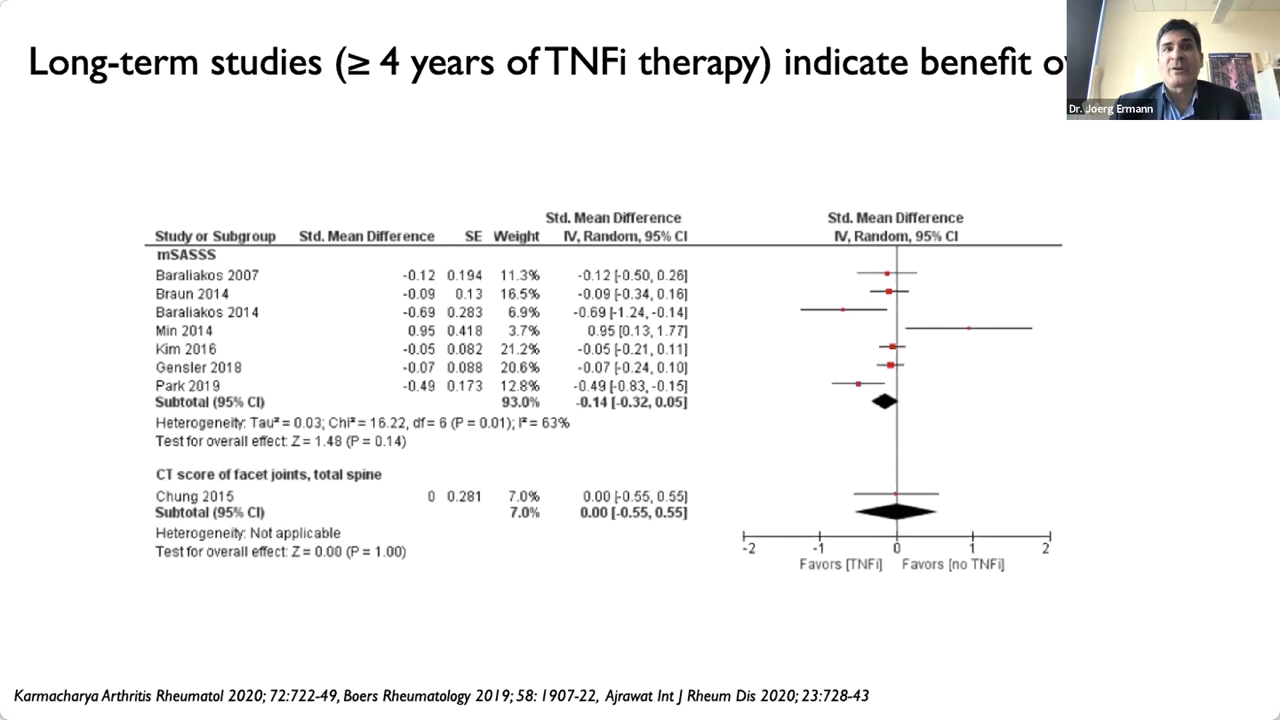 Long-term studies (≥ 4 years of TNFi therapy) indicate benefit
Dr. Joerg Ermann
Std. Mean Difference Std. Mean Difference
Study or Subgroup Std. Mean Difference SE Weight IV, Random, 95% CI IV, Random, 95% CI
mSASSS
Baraliakos 2007 -0.12 0.194 11.3% -0.12 [-0.50, 0.26]
Braun 2014 -0.09 0.13 16.5% -0.09 [-0.34, 0.16]
Baraliakos 2014 -0.69 0.283 6.9% -0.69 [-1.24, -0.14]
Min 2014 0.95 0.418 3.7% 0.95 [0.13, 1.77]
Kim 2016 -0.05 0.082 21.2% -0.05 [-0.21, 0.11]
Gensler 2018 -0.07 0.088 20.6% -0.07 [-0.24, 0.10]
Park 2019 -0.49 0.173 12.8% -0.49 [-0.83, -0.15]
Subtotal (95% CI) 93.0% -0.14 [-0.32, 0.05]
Heterogeneity: Tau² = 0.03; Chi² = 16.22, df= 6 (P = 0.01); I² = 63%
Test for overall effect: Z = 1.48 (P = 0.14)
CT score of facet joints, total spine
Chung 2015 0 0.281 7.0% 0.00 [-0.55, 0.55]
Subtotal (95% CI) 7.0% 0.00 [-0.55, 0.55]
Heterogeneity: Not applicable
Test for overall effect: Z = 0.00 (P = 1.00)
-2 -1 0 1 2
Favors [TNFi] Favors [no TNFi]
Karmacharya Arthritis Rheumatol 2020; 72:722-49, Boers Rheumatology 2019; 58: 1907-22, Ajrawat Int J Rheum Dis 2020; 23:728-43